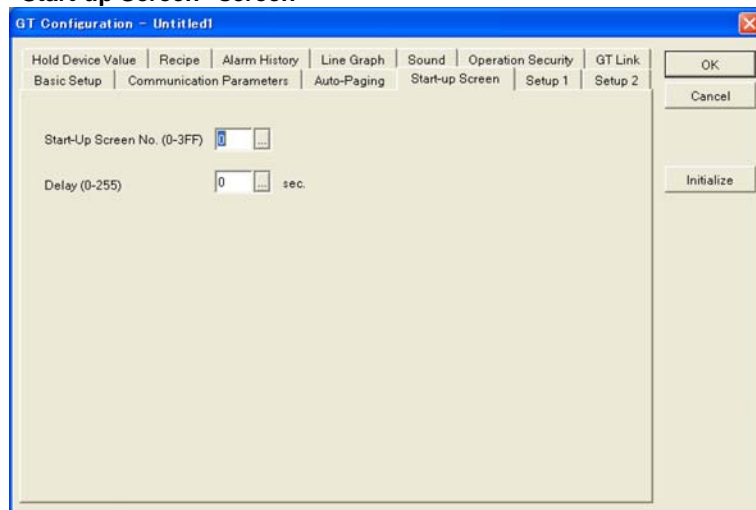 "Start-up Screen" screen
GT Configuration - Untitled1
Hold Device Value Recipe Alarm History Line Graph Sound Operation Security GT Link
Basic Setup Communication Parameters Auto-Paging Start-up Screen Setup 1 Setup 2
OK
Cancel
Start-Up Screen No. (0-3FF) 0 ...
Delay (0-255) 0 ... sec.
Initialize